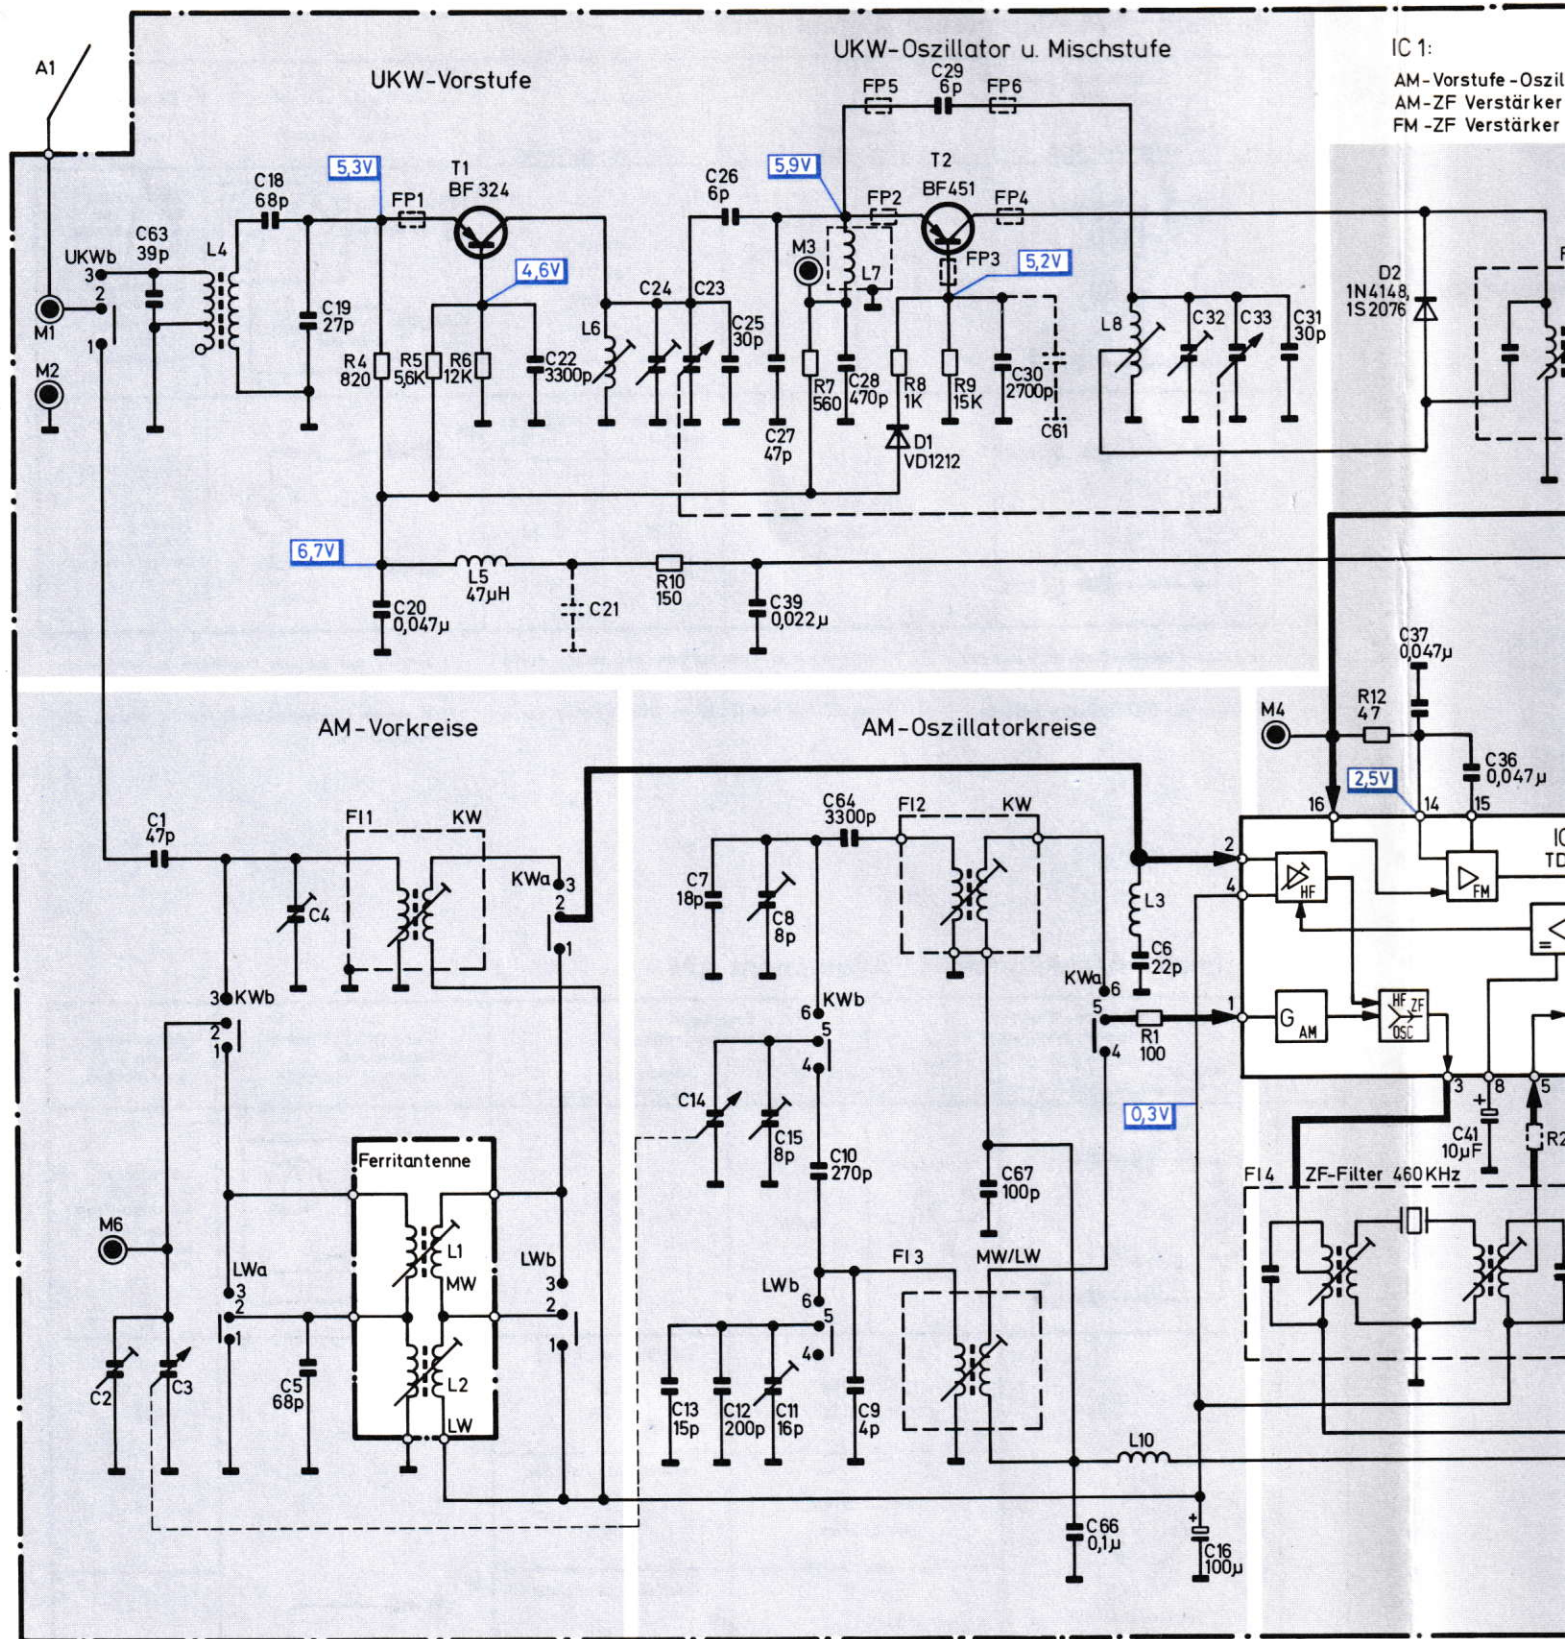 A1
UKW-Vorstufe
UKW-Oszillator u. Mischstufe
IC 1:
AM-Vorstufe-Oszil
AM-ZF Verstärker
FM-ZF Verstärker
5,3V
T1
BF 324
FP1
C18
68p
C63
39p
L4
UKWb
3
2
1
M1
M2
C19
27p
4,6V
R4
820
R5
5,6K
R6
12K
C22
3300p
L6
C24
C23
C25
30p
C26
6p
5,9V
FP5
C29
6p
FP6
FP2
T2
BF451
FP4
M3
L7
FP3
5,2V
C27
47p
R7
560
C28
470p
R8
1K
R9
15K
C30
2700p
C61
D1
VD1212
L8
C32
C33
C31
30p
D2
1N4148,
1S2076
F
6,7V
L5
47µH
C20
0,047µ
C21
R10
150
C39
0,022µ
AM-Vorkreise
AM-Oszillatorkreise
M4
R12
47
C37
0,047µ
C36
0,047µ
2,5V
16
14
15
C1
47p
FI1
KW
C4
KWa
3
2
1
3
KWb
2
1
C64
3300p
FI2
KW
C7
18p
C8
8p
L3
C6
22p
KWa
6
5
4
6
KWb
5
4
R1
100
2
4
1
IC
TD
HF
FM
=
G
AM
HF
ZF
OSC
3
8
5
C14
C15
8p
C10
270p
C67
100p
0,3V
C41
10µF
+
R2
FI4
ZF-Filter 460KHz
Ferritantenne
L1
MW
L2
LW
M6
LWa
3
2
1
C2
C3
C5
68p
LWb
3
2
1
FI3
MW/LW
LWb
6
5
4
C13
15p
C12
200p
C11
16p
C9
4p
L10
C66
0,1µ
+
C16
100µ